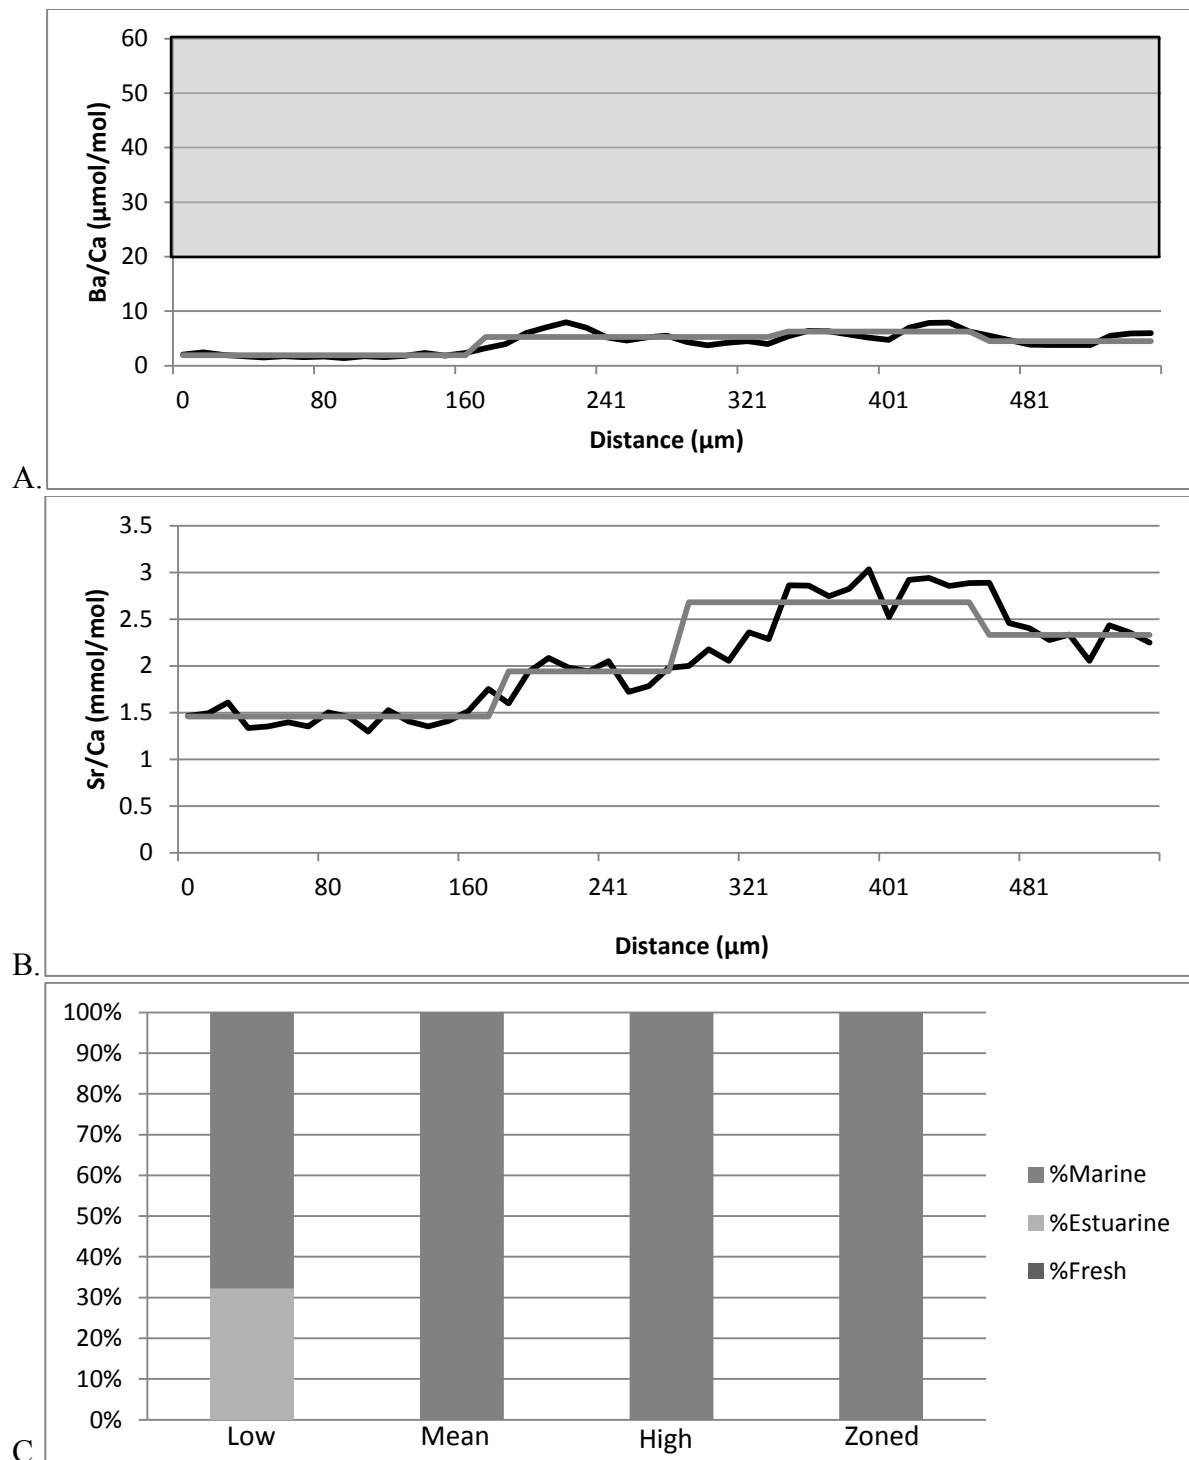 60
50
40
30
20
10
0
Ba/Ca (μmol/mol)
0 80 160 241 321 401 481
Distance (μm)
A.
3.5
3
2.5
2
1.5
1
0.5
0
Sr/Ca (mmol/mol)
0 80 160 241 321 401 481
Distance (μm)
B.
100%
90%
80%
70%
60%
50%
40%
30%
20%
10%
0%
Low Mean High Zoned
%Marine
%Estuarine
%Fresh
C